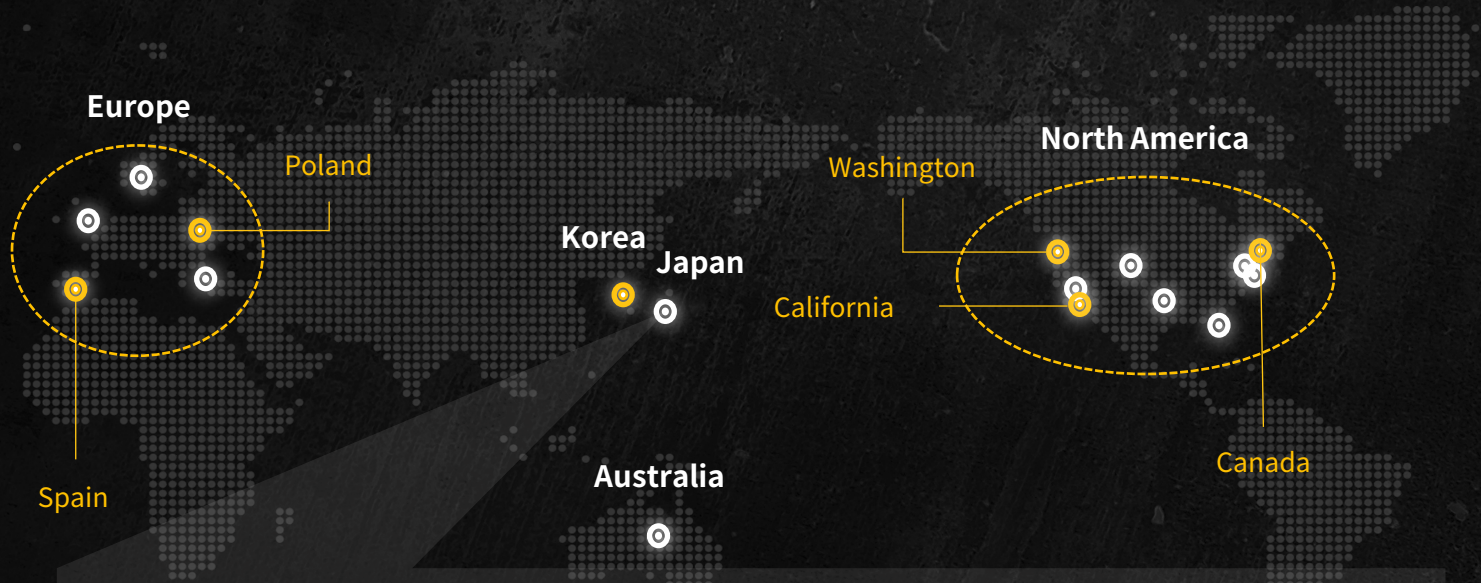 Europe
North America
Poland
Washington
Korea
Japan
California
Canada
Australia
Spain